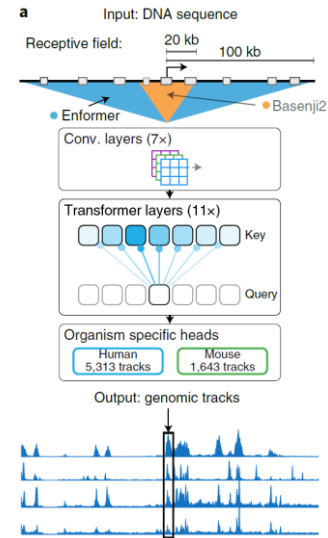 a
Input: DNA sequence
Receptive field:
20 kb
100 kb
Enformer
Basenji2
Conv. layers (7×)
Transformer layers (11×)
Key
Query
Organism specific heads
Human
5,313 tracks
Mouse
1,643 tracks
Output: genomic tracks